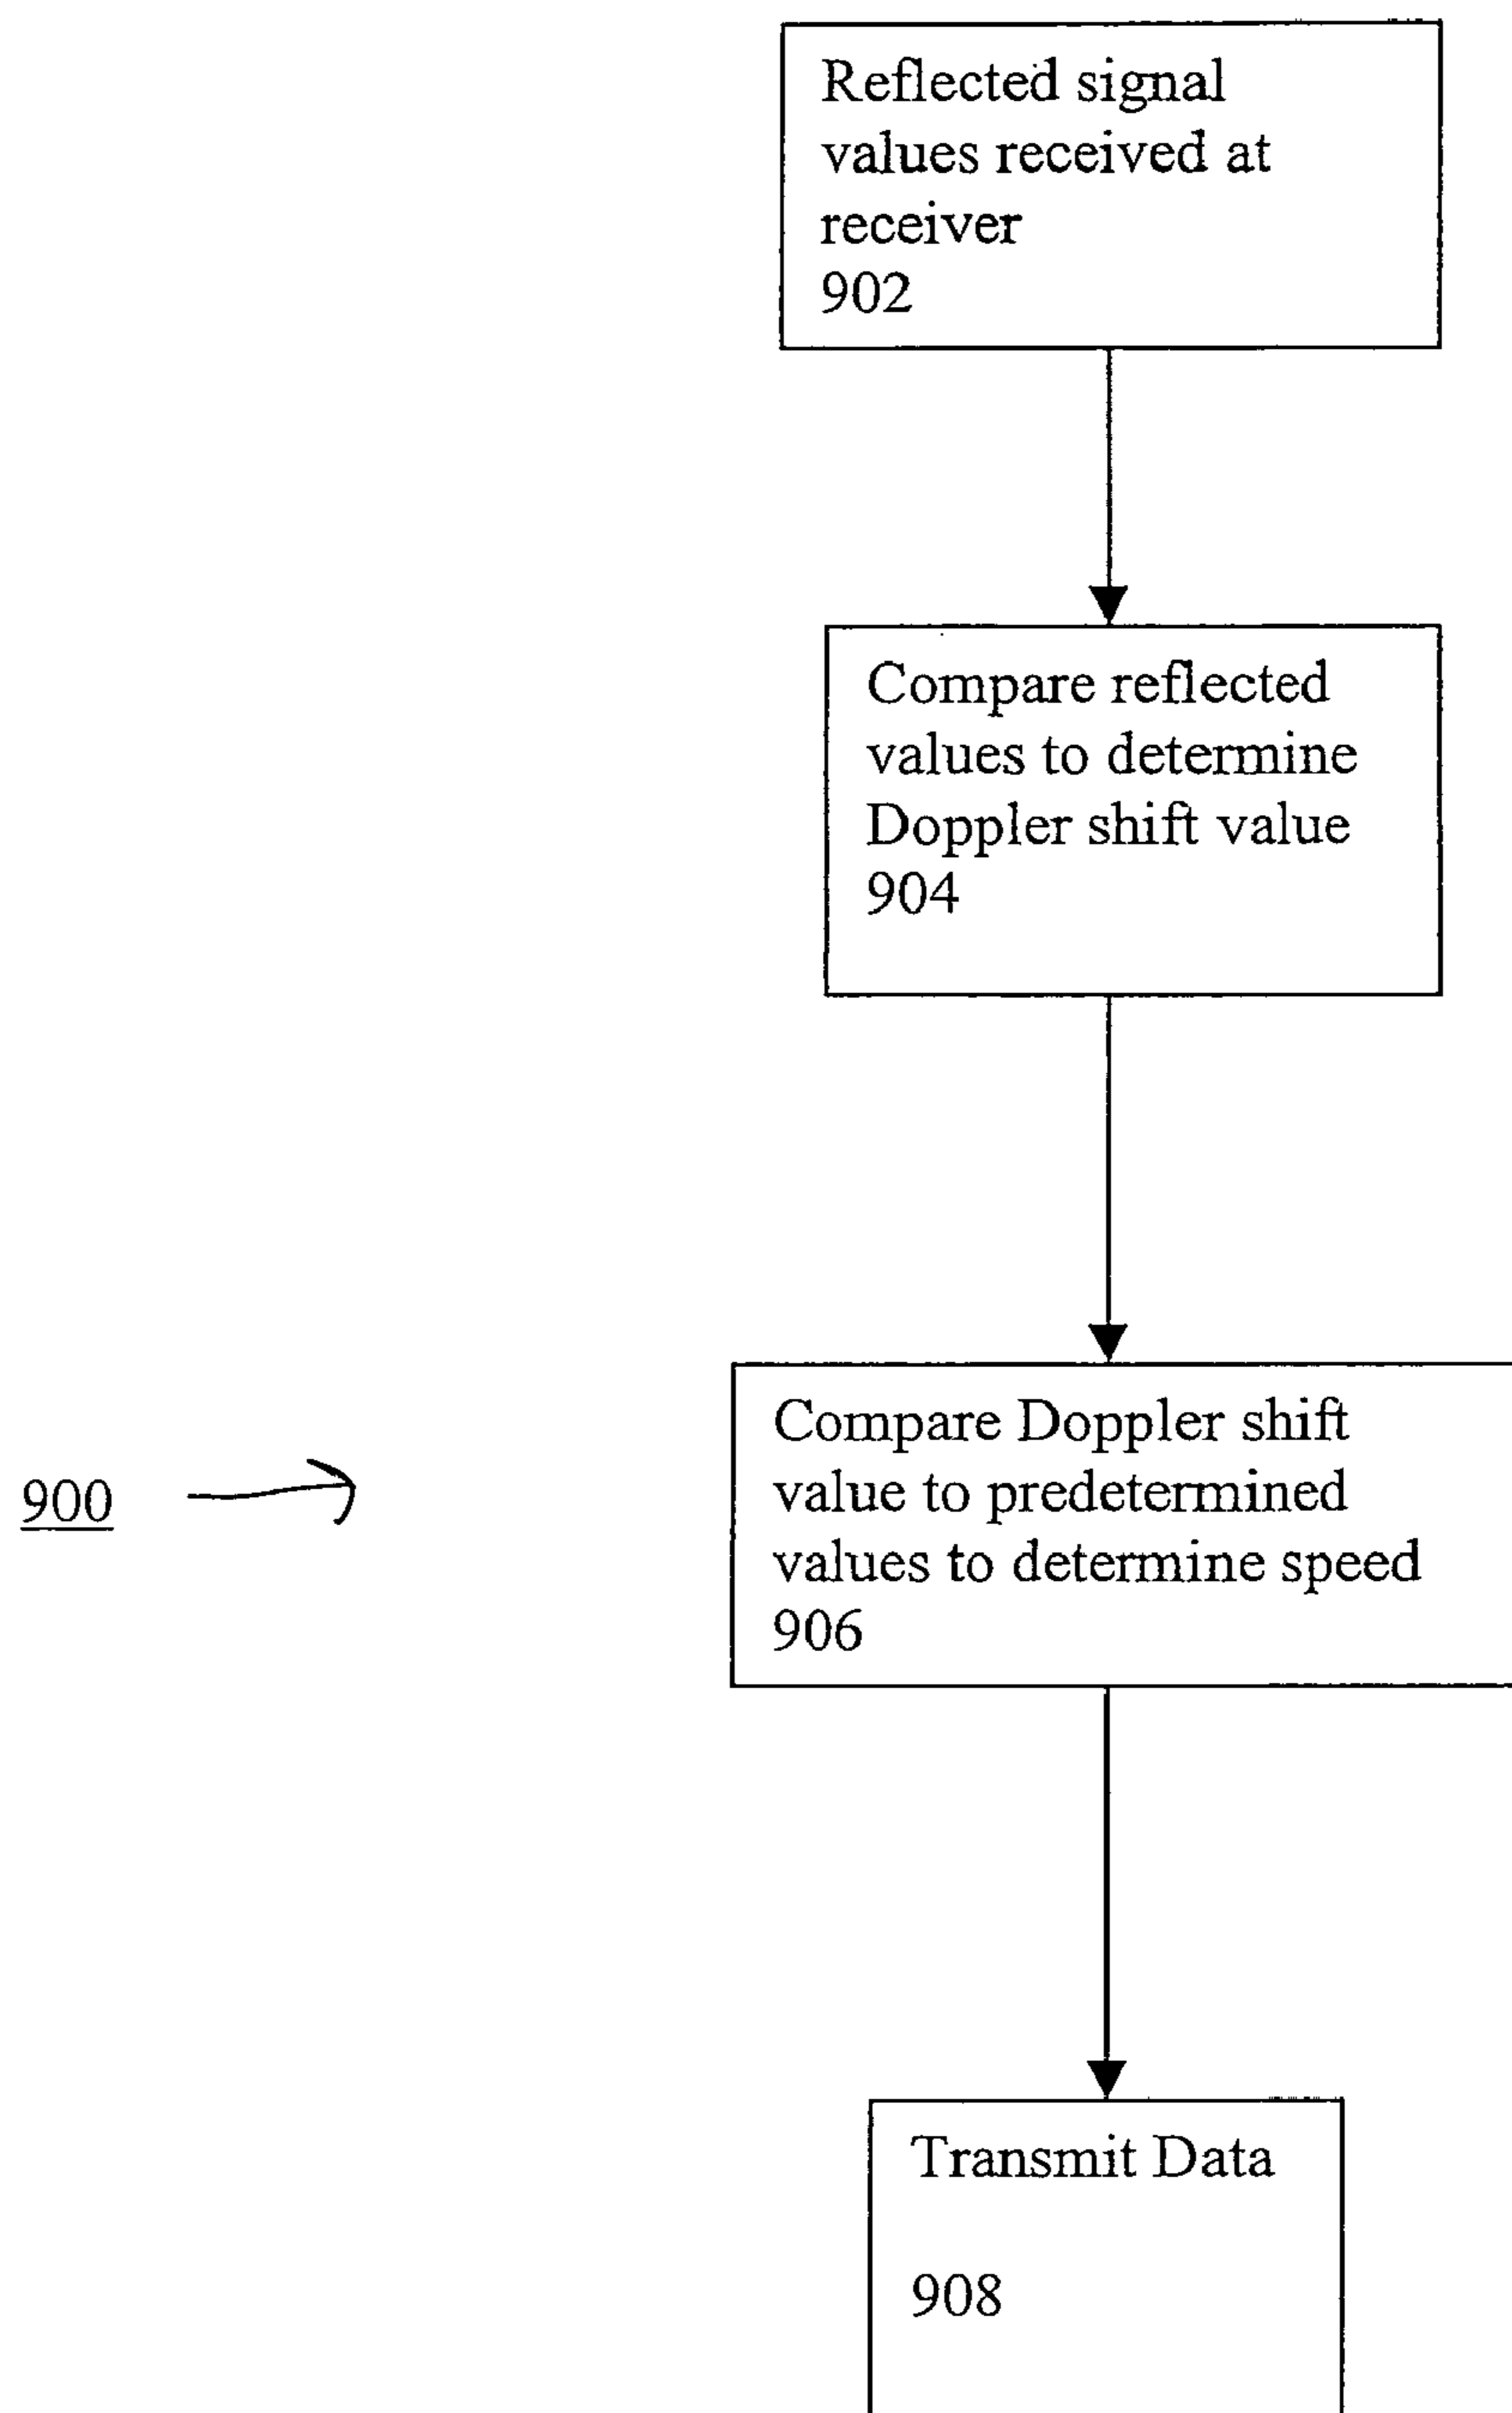 Reflected signal
values received at
receiver
902
Compare reflected
values to determine
Doppler shift value
904
Compare Doppler shift
value to predetermined
values to determine speed
906
900
Transmit Data
908